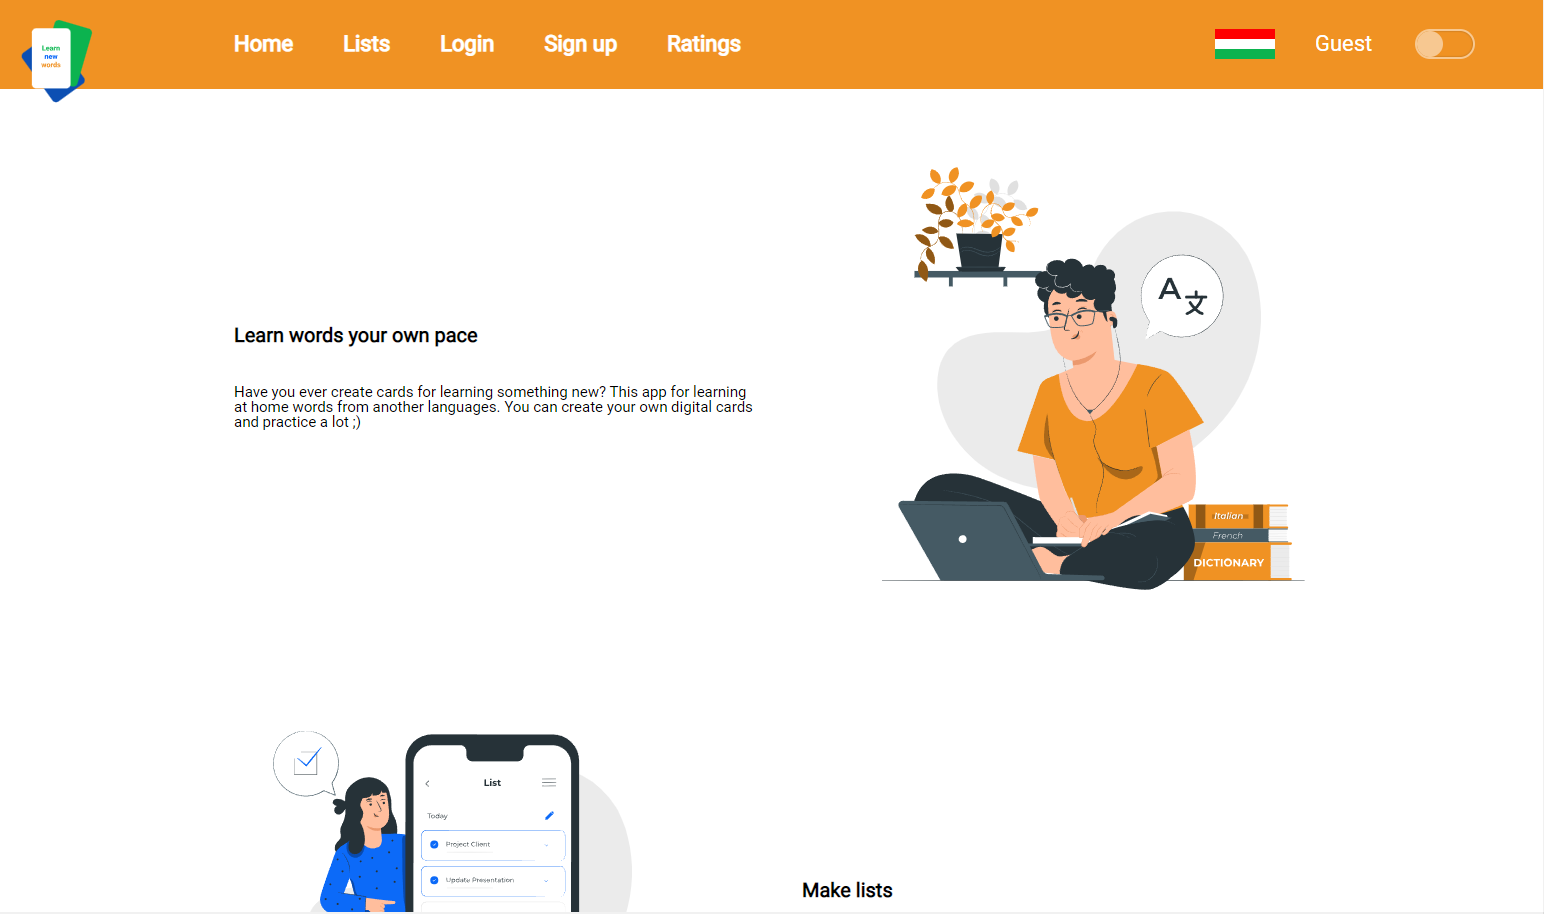 Learn
new
words
Home Lists Login Sign up Ratings Guest
A 文
Learn words your own pace
Have you ever create cards for learning something new? This app for learning
at home words from another languages. You can create your own digital cards
and practice a lot ;)
Italian
French
DICTIONARY
List
Today
Project Client
Update Presentation
Make lists